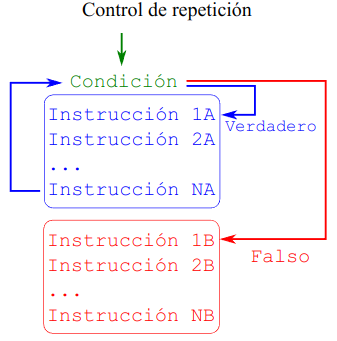 Control de repetición
Condición
Instrucción 1A
Verdadero
Instrucción 2A
...
Instrucción NA
Instrucción 1B
Falso
Instrucción 2B
...
Instrucción NB